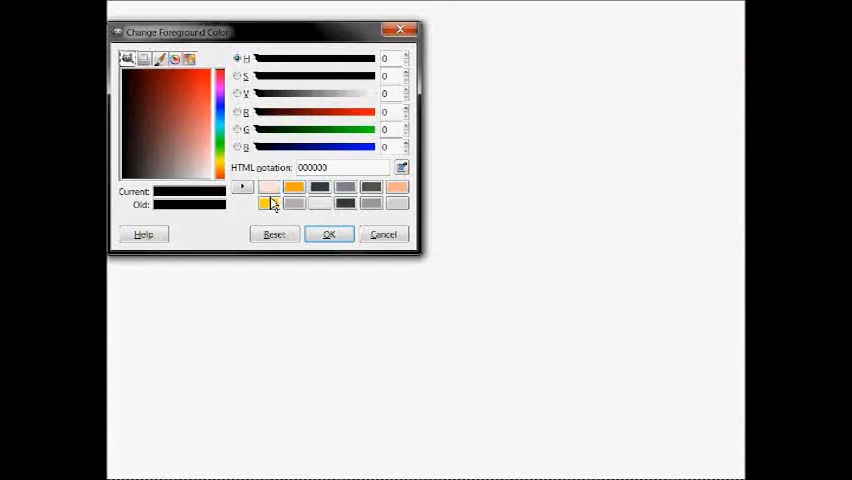 Change Foreground Color
H 0
S 0
V 0
R 0
G 0
B 0
HTML notation: 000000
Current:
Old:
Help Reset OK Cancel